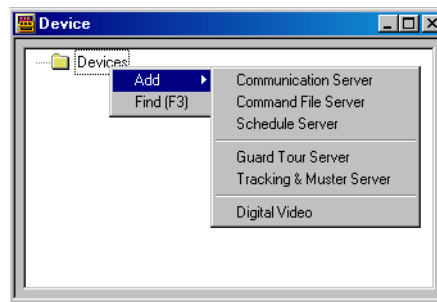 Device
Devices
Add
Find (F3)
Communication Server
Command File Server
Schedule Server
Guard Tour Server
Tracking & Muster Server
Digital Video